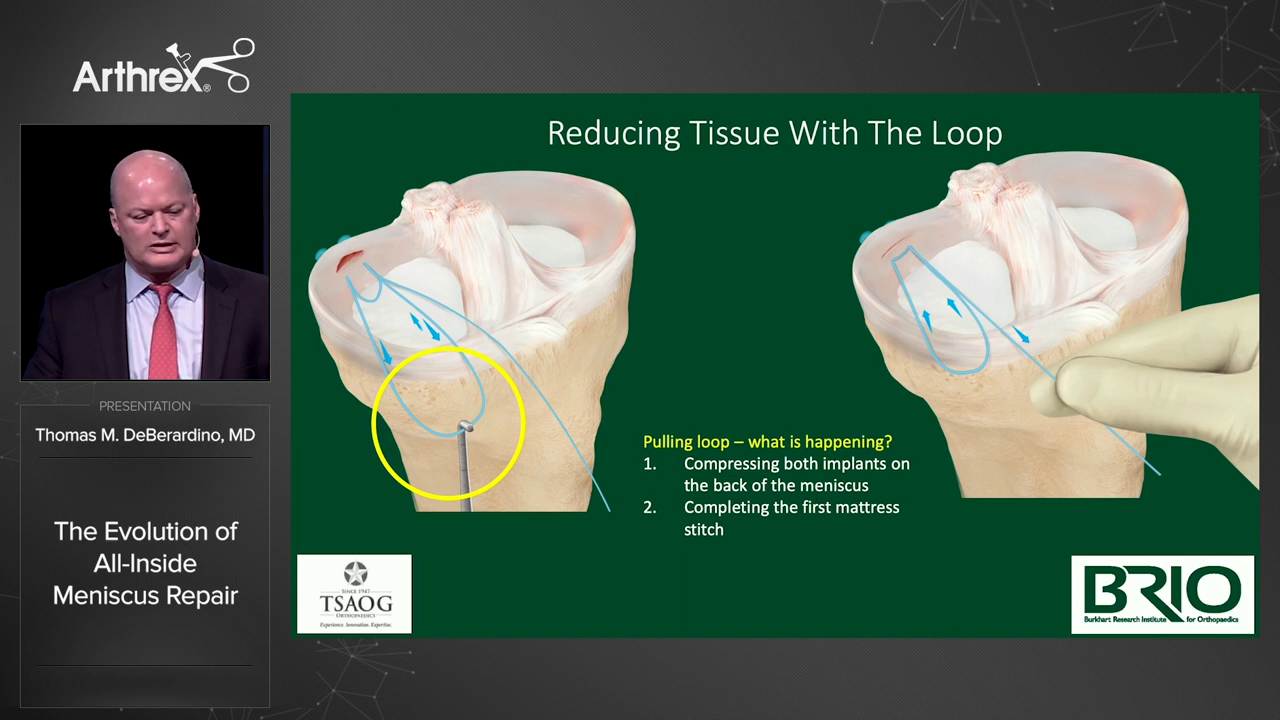 Arthrex®
PRESENTATION
Thomas M. DeBerardino, MD
The Evolution of
All-Inside
Meniscus Repair
Reducing Tissue With The Loop
Pulling loop – what is happening?
1. Compressing both implants on
the back of the meniscus
2. Completing the first mattress
stitch
SINCE 1947
TSAOG
ORTHOPAEDICS
Experience. Innovation. Expertise.
BRIO
Burkhart Research Institute for Orthopaedics